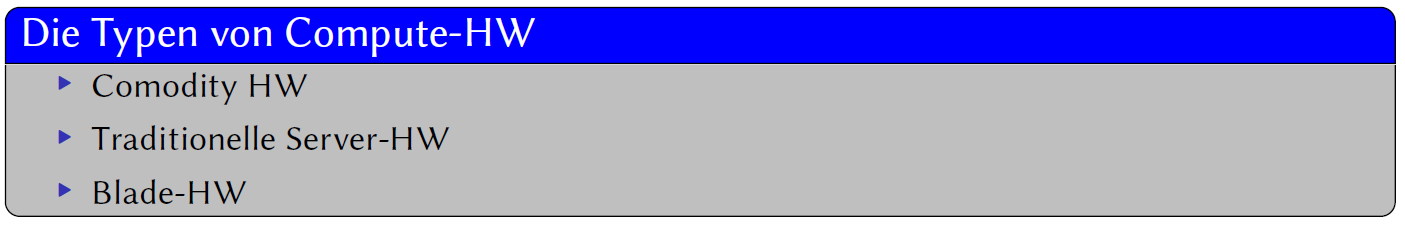 Die Typen von Compute-HW
Comodity HW
Traditionelle Server-HW
Blade-HW